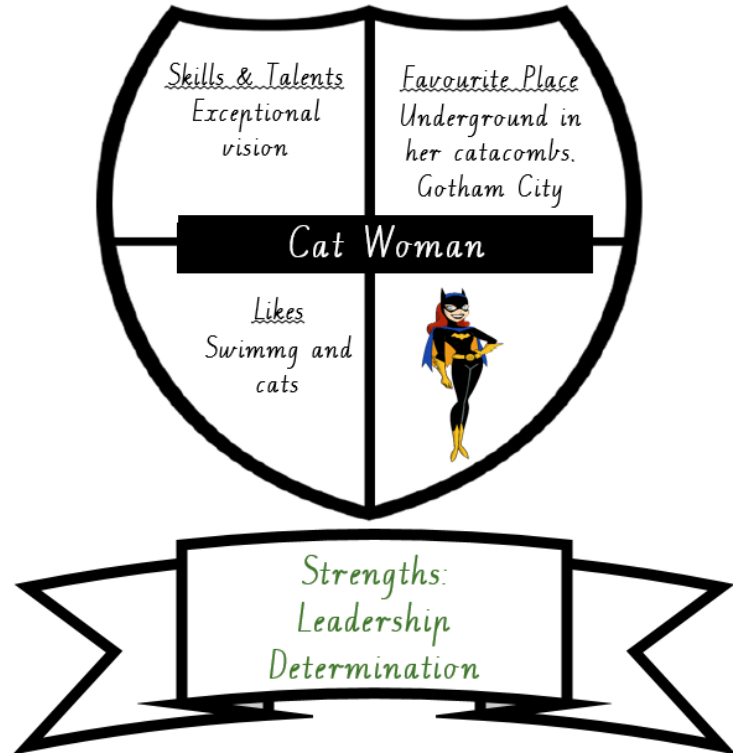 Skills & Talents
Exceptional
vision
Favourite Place
Underground in
her catacombs.
Gotham City
Cat Woman
Likes
Swimmg and
cats
Strengths:
Leadership
Determination